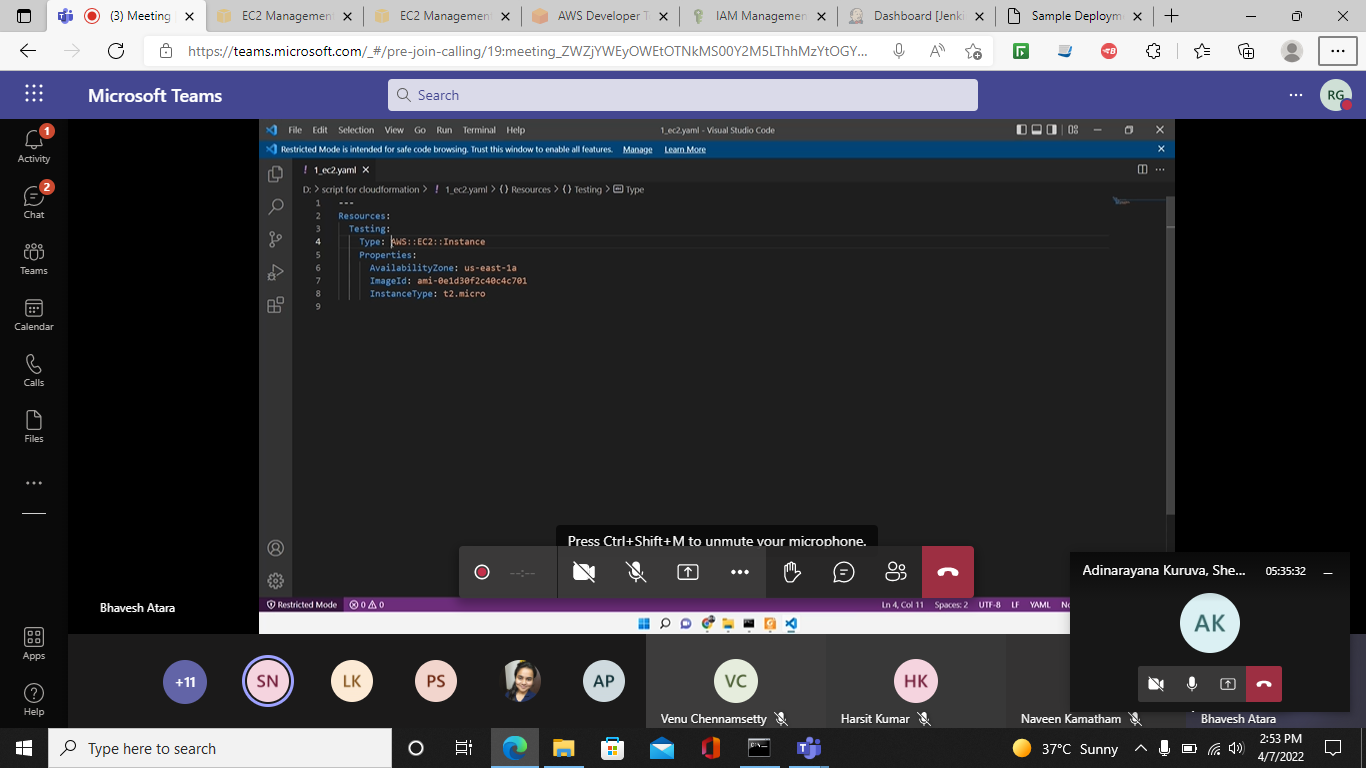 (3) Meeting
EC2 Managemen
EC2 Managemen
AWS Developer T
IAM Managemen
Dashboard [Jenki
Sample Deploym
https://teams.microsoft.com/_#/pre-join-calling/19:meeting_ZWZjYWEyOWEtOTNkMS00Y2M5LThhMzYtOGY...
Microsoft Teams
Search
RG
1
Activity
2
Chat
Teams
Calendar
Calls
Files
Apps
Help
File Edit Selection View Go Run Terminal Help
1_ec2.yaml - Visual Studio Code
Restricted Mode is intended for safe code browsing. Trust this window to enable all features. Manage Learn More
! 1_ec2.yaml
D: > script for cloudformation > ! 1_ec2.yaml > {} Resources > {} Testing > Type
1 ---
2 Resources:
3 Testing:
4 Type: AWS::EC2::Instance
5 Properties:
6 AvailabilityZone: us-east-1a
7 ImageId: ami-0e1d30f2c40c4c701
8 InstanceType: t2.micro
9
Press Ctrl+Shift+M to unmute your microphone.
--:--
Restricted Mode 0 0
Ln 4, Col 11 Spaces: 2 UTF-8 LF YAML No
Bhavesh Atara
Adinarayana Kuruva, She... 05:35:32
AK
+11
SN
LK
PS
AP
VC
Venu Chennamsetty
HK
Harsit Kumar
Naveen Kamatham
Bhavesh Atara
Type here to search
37°C Sunny
2:53 PM
4/7/2022